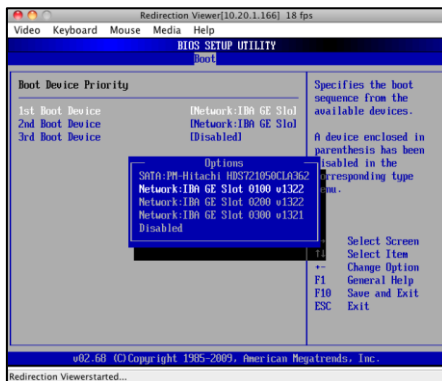 Redirection Viewer[10.20.1.166] 18 fps
Video Keyboard Mouse Media Help
BIOS SETUP UTILITY
Boot
Boot Device Priority
1st Boot Device [Network:IBA GE Slo]
2nd Boot Device [Network:IBA GE Slo]
3rd Boot Device [Disabled]
Options
SATA:PM-Hitachi HDS721050CLA362
Network:IBA GE Slot 0100 v1322
Network:IBA GE Slot 0200 v1322
Network:IBA GE Slot 0300 v1321
Disabled
Specifies the boot
sequence from the
available devices.
A device enclosed in
parenthesis has been
disabled in the
corresponding type
menu.
Select Screen
↑↓ Select Item
+- Change Option
F1 General Help
F10 Save and Exit
ESC Exit
v02.68 (C)Copyright 1985-2009, American Megatrends, Inc.
Redirection Viewerstarted...